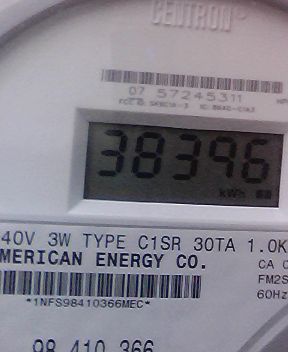 CENTRON
07 57245311
38396
kWh
40V 3W TYPE C1SR 30TA 1.0K
MERICAN ENERGY CO.
CA
FM2S
60Hz
*1NFS98410366MEC*
98 410 366